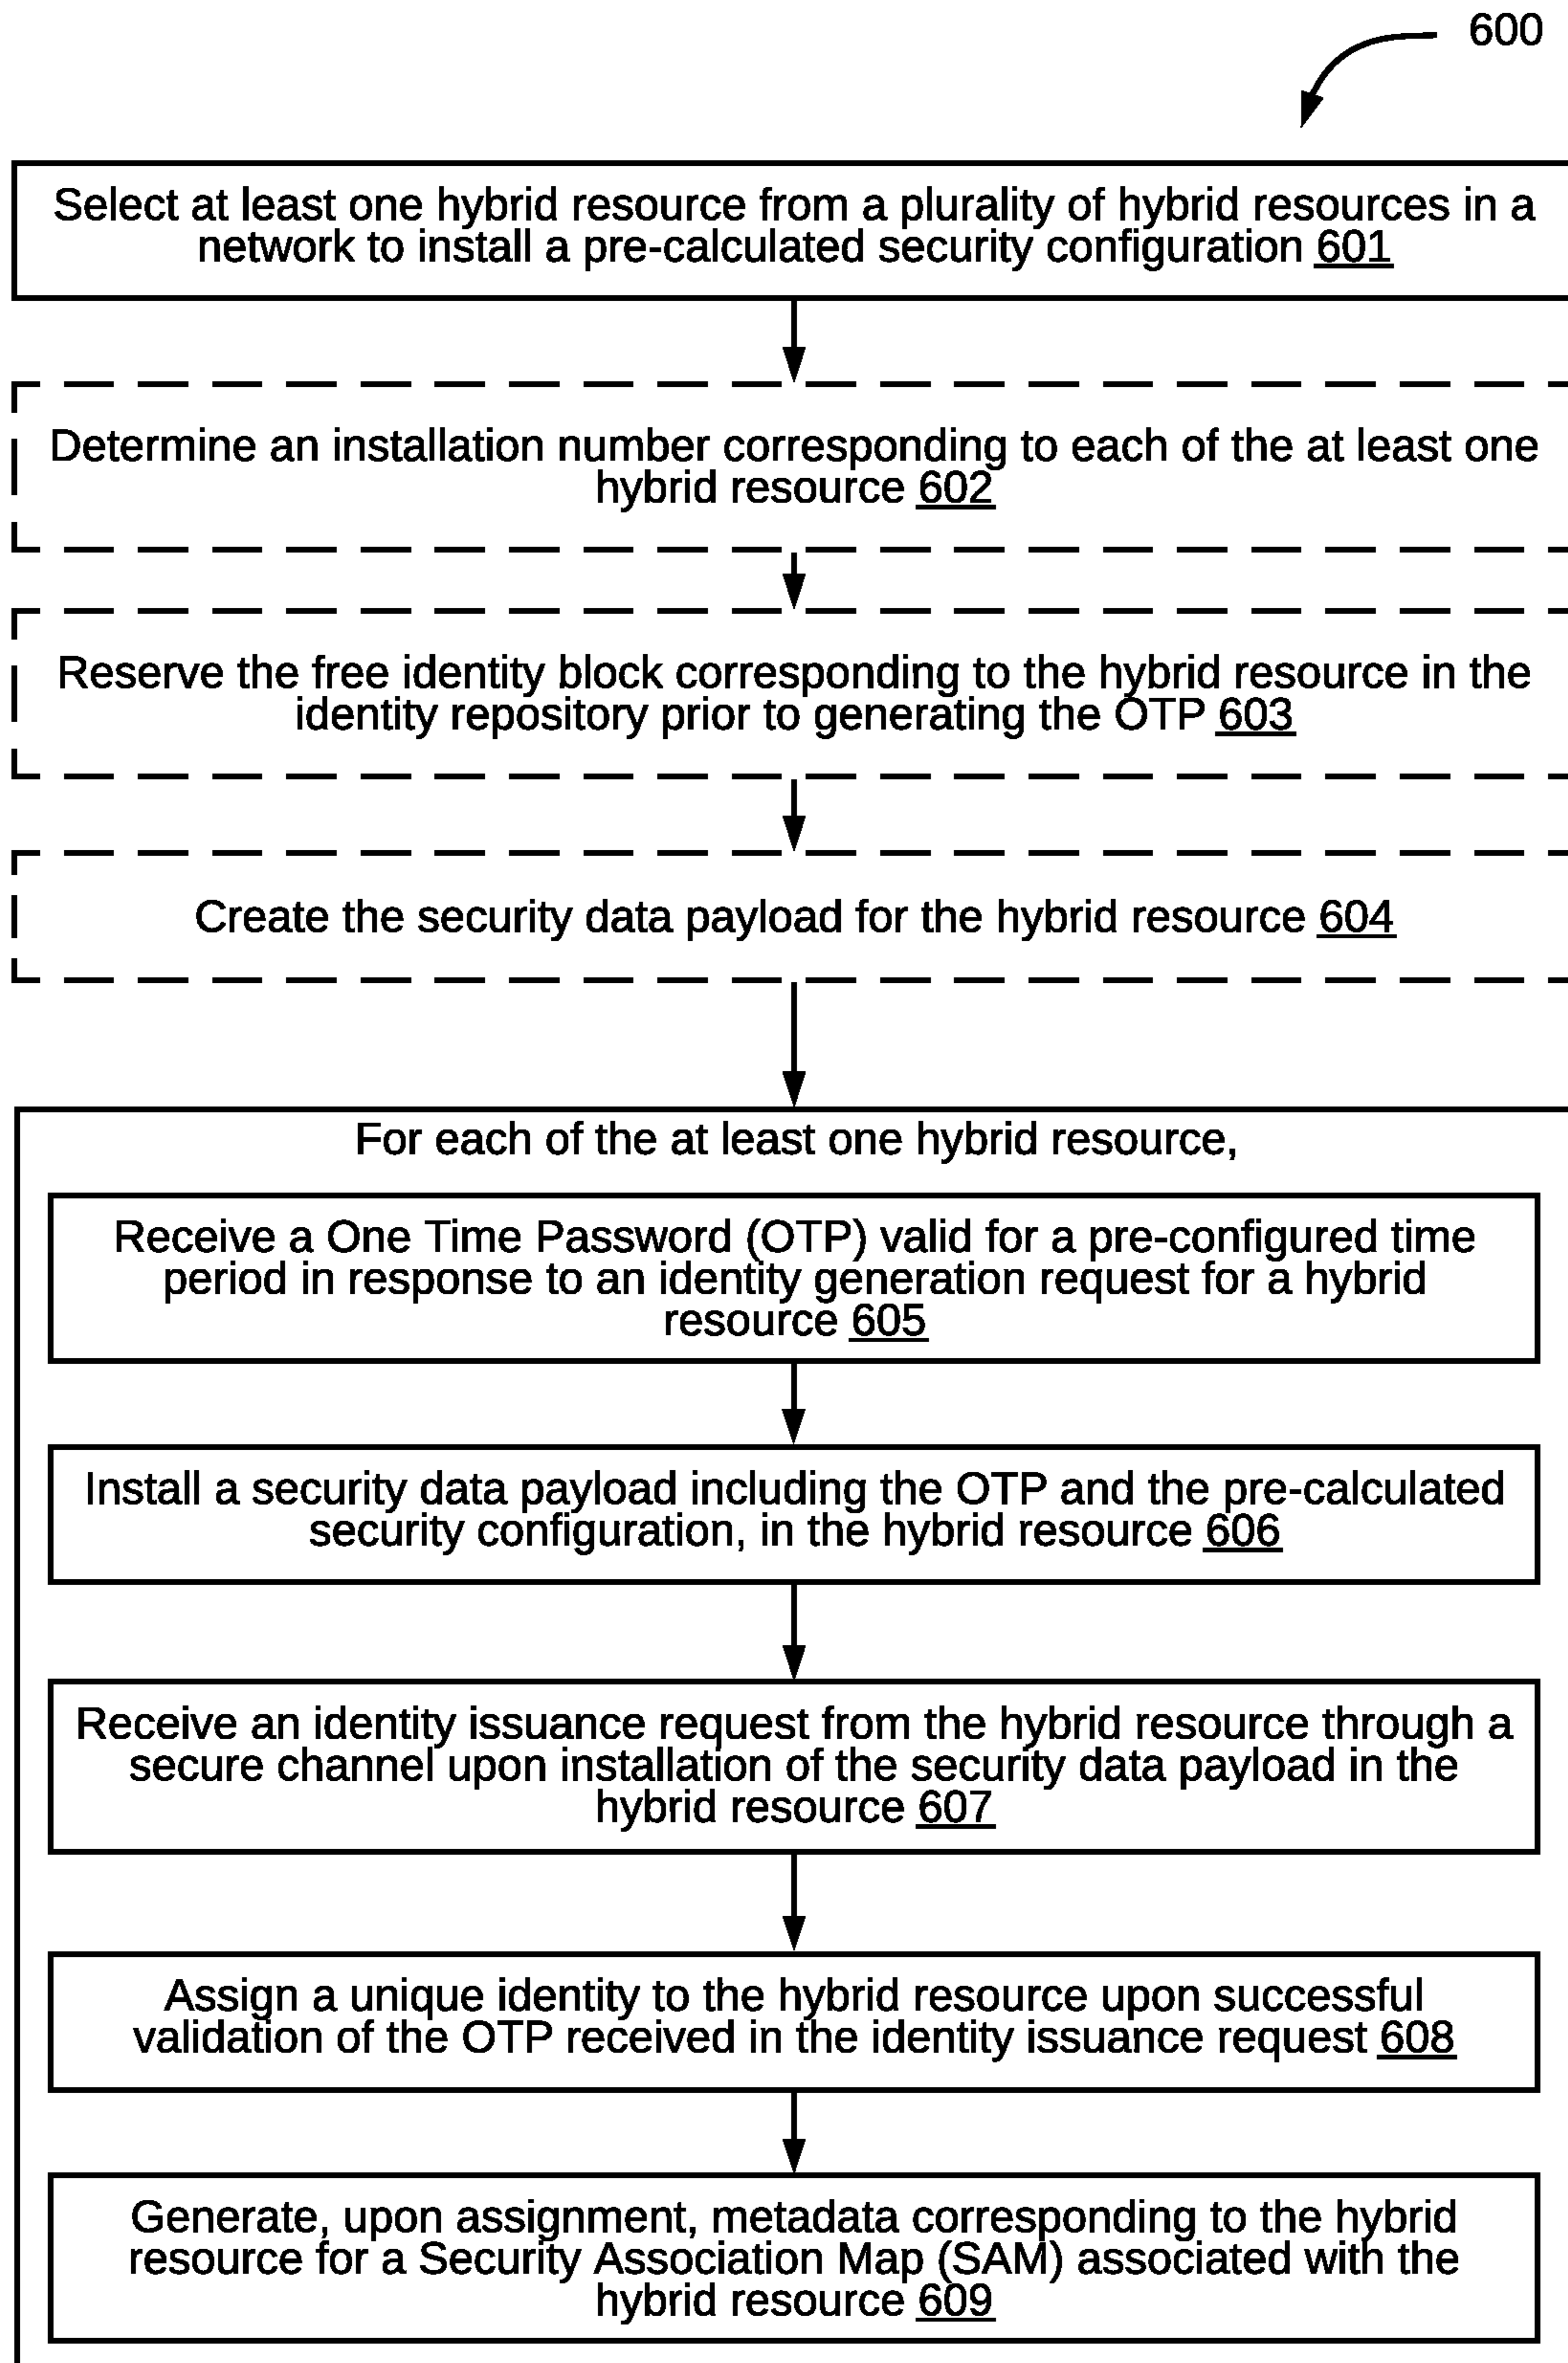 600
Select at least one hybrid resource from a plurality of hybrid resources in a
network to install a pre-calculated security configuration 601
Determine an installation number corresponding to each of the at least one
hybrid resource 602
Reserve the free identity block corresponding to the hybrid resource in the
identity repository prior to generating the OTP 603
Create the security data payload for the hybrid resource 604
For each of the at least one hybrid resource,
Receive a One Time Password (OTP) valid for a pre-configured time
period in response to an identity generation request for a hybrid
resource 605
Install a security data payload including the OTP and the pre-calculated
security configuration, in the hybrid resource 606
Receive an identity issuance request from the hybrid resource through a
secure channel upon installation of the security data payload in the
hybrid resource 607
Assign a unique identity to the hybrid resource upon successful
validation of the OTP received in the identity issuance request 608
Generate, upon assignment, metadata corresponding to the hybrid
resource for a Security Association Map (SAM) associated with the
hybrid resource 609